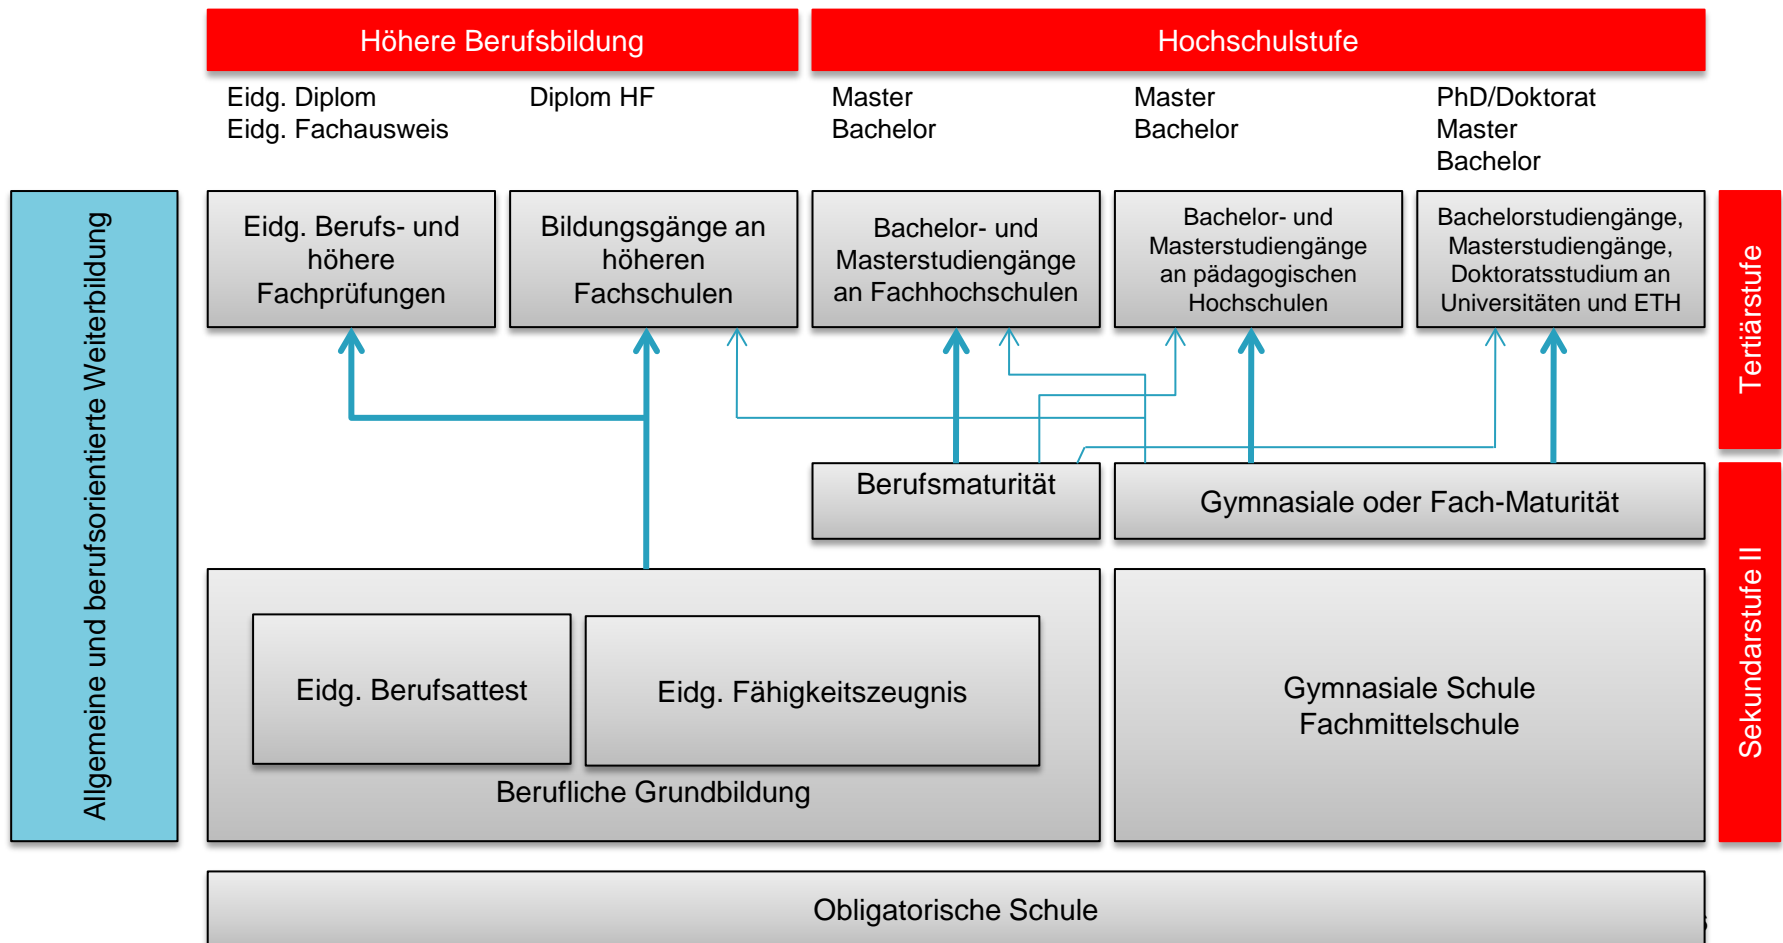 Höhere Berufsbildung
Hochschulstufe
Eidg. Diplom
Eidg. Fachausweis
Diplom HF
Master
Bachelor
Master
Bachelor
PhD/Doktorat
Master
Bachelor
Allgemeine und berufsorientierte Weiterbildung
Eidg. Berufs- und
höhere
Fachprüfungen
Bildungsgänge an
höheren
Fachschulen
Bachelor- und
Masterstudiengänge
an Fachhochschulen
Bachelor- und
Masterstudiengänge
an pädagogischen
Hochschulen
Bachelorstudiengänge,
Masterstudiengänge,
Doktoratsstudium an
Universitäten und ETH
Tertiärstufe
Berufsmaturität
Gymnasiale oder Fach-Maturität
Sekundarstufe II
Eidg. Berufsattest
Eidg. Fähigkeitszeugnis
Berufliche Grundbildung
Gymnasiale Schule
Fachmittelschule
Obligatorische Schule